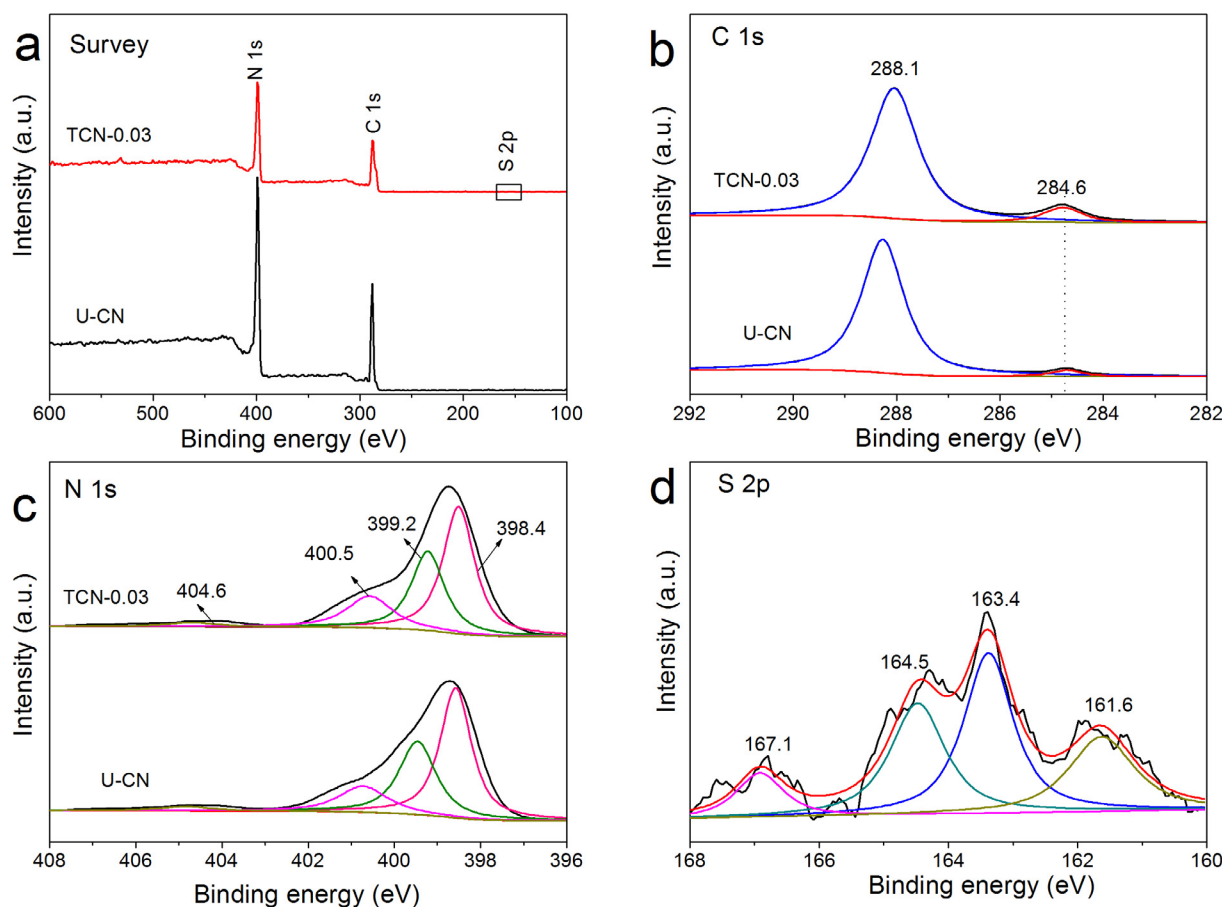 a
Survey
N 1s
C 1s
S 2p
TCN-0.03
U-CN
Intensity (a.u.)
600 500 400 300 200 100
Binding energy (eV)
b
C 1s
288.1
TCN-0.03
284.6
U-CN
Intensity (a.u.)
292 290 288 286 284 282
Binding energy (eV)
c
N 1s
399.2
398.4
400.5
404.6
TCN-0.03
U-CN
Intensity (a.u.)
408 406 404 402 400 398 396
Binding energy (eV)
d
S 2p
163.4
164.5
161.6
167.1
Intensity (a.u.)
168 166 164 162 160
Binding energy (eV)